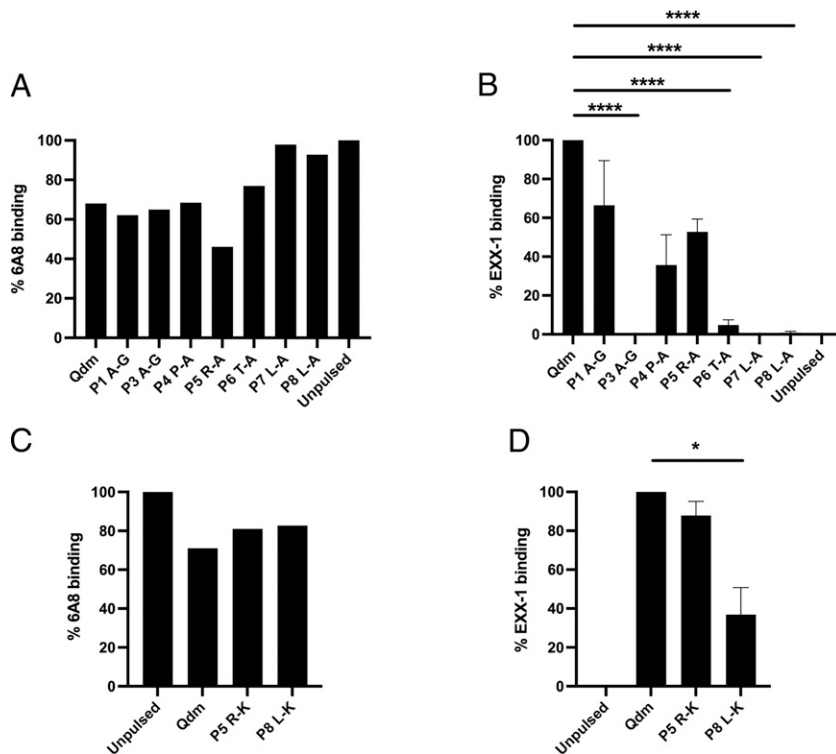 A
% 6A8 binding
100
80
60
40
20
0
Qdm
P1 A-G
P3 A-G
P4 P-A
P5 R-A
P6 T-A
P7 L-A
P8 L-A
Unpulsed
B
****
****
****
****
% EXX-1 binding
100
80
60
40
20
0
Qdm
P1 A-G
P3 A-G
P4 P-A
P5 R-A
P6 T-A
P7 L-A
P8 L-A
Unpulsed
C
% 6A8 binding
100
80
60
40
20
0
Unpulsed
Qdm
P5 R-K
P8 L-K
D
*
% EXX-1 binding
100
80
60
40
20
0
Unpulsed
Qdm
P5 R-K
P8 L-K